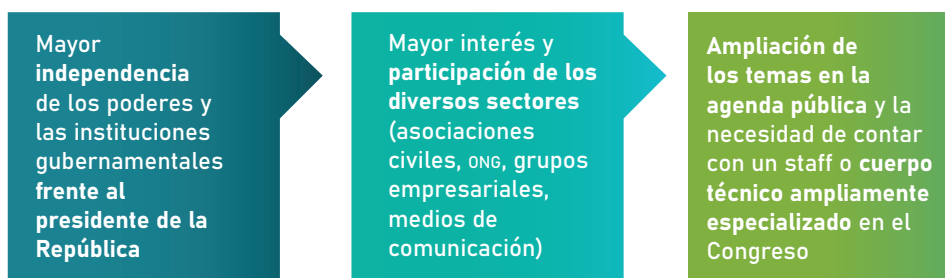 Mayor
independencia
de los poderes y
las instituciones
gubernamentales
frente al
presidente de la
República
Mayor interés y
participación de los
diversos sectores
(asociaciones
civiles, ONG, grupos
empresariales,
medios de
comunicación)
Ampliación de
los temas en la
agenda pública y la
necesidad de contar
con un staff o cuerpo
técnico ampliamente
especializado en el
Congreso